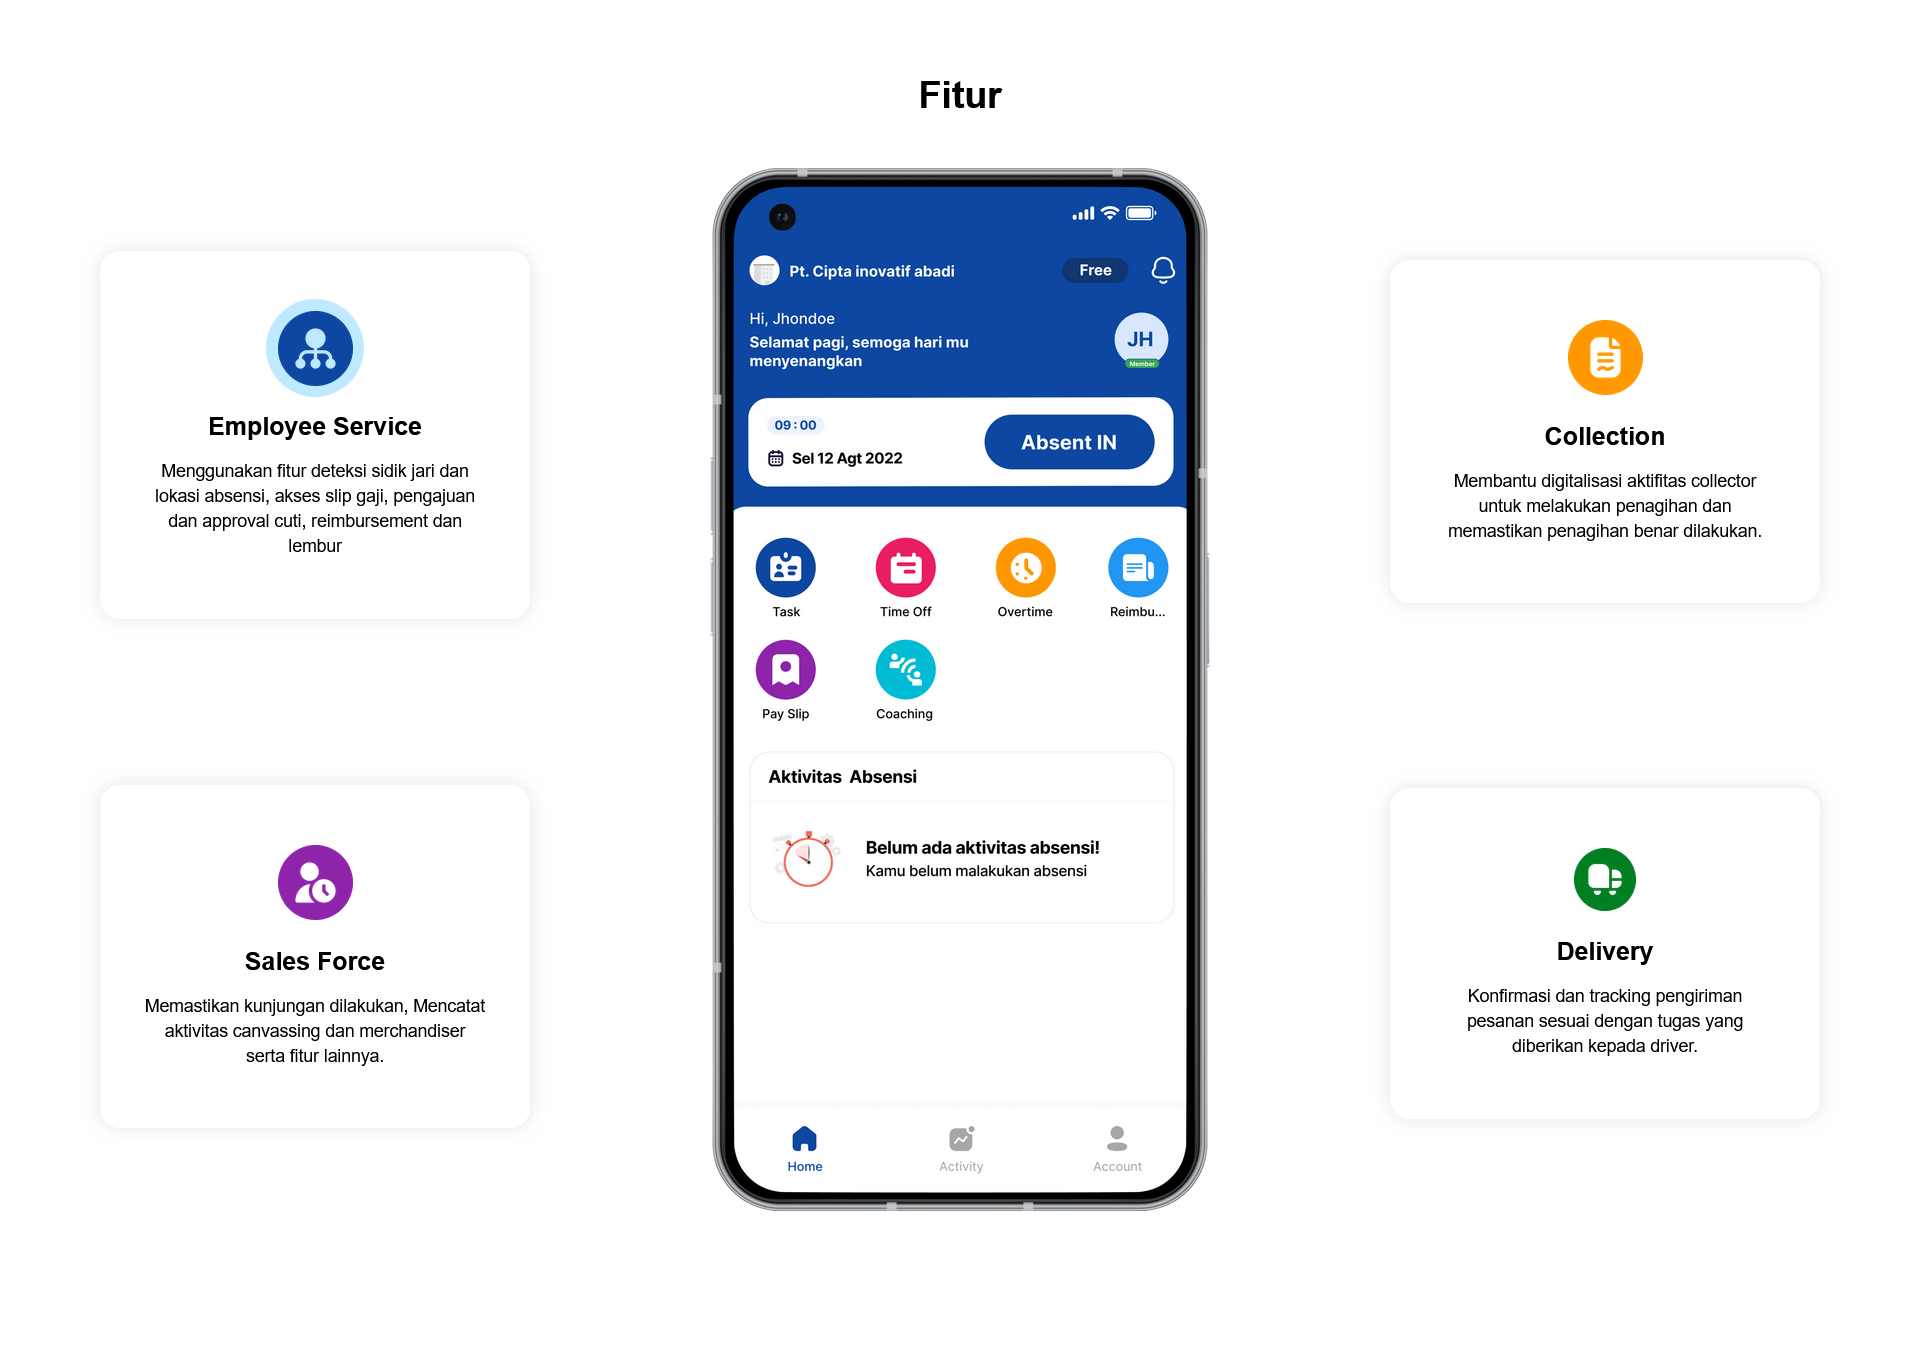 Fitur
Employee Service
Menggunakan fitur deteksi sidik jari dan
lokasi absensi, akses slip gaji, pengajuan
dan approval cuti, reimbursement dan
lembur
Sales Force
Memastikan kunjungan dilakukan, Mencatat
aktivitas canvassing dan merchandiser
serta fitur lainnya.
Pt. Cipta inovatif abadi
Free
Hi, Jhondoe
Selamat pagi, semoga hari mu
menyenangkan
JH
Member
09 : 00
Sel 12 Agt 2022
Absent IN
Task
Time Off
Overtime
Reimbu...
Pay Slip
Coaching
Aktivitas Absensi
Belum ada aktivitas absensi!
Kamu belum malakukan absensi
Home
Activity
Account
Collection
Membantu digitalisasi aktifitas collector
untuk melakukan penagihan dan
memastikan penagihan benar dilakukan.
Delivery
Konfirmasi dan tracking pengiriman
pesanan sesuai dengan tugas yang
diberikan kepada driver.